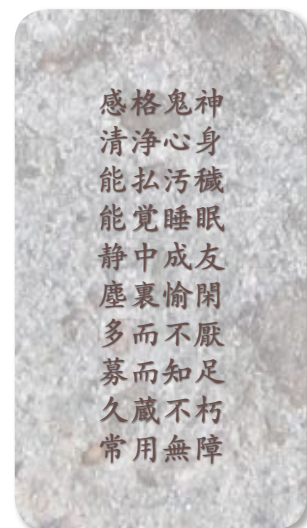 感格鬼神
清浄心身
能払汚穢
能覚睡眠
静中成友
塵裏愉閑
多而不厭
募而知足
久蔵不朽
常用無障